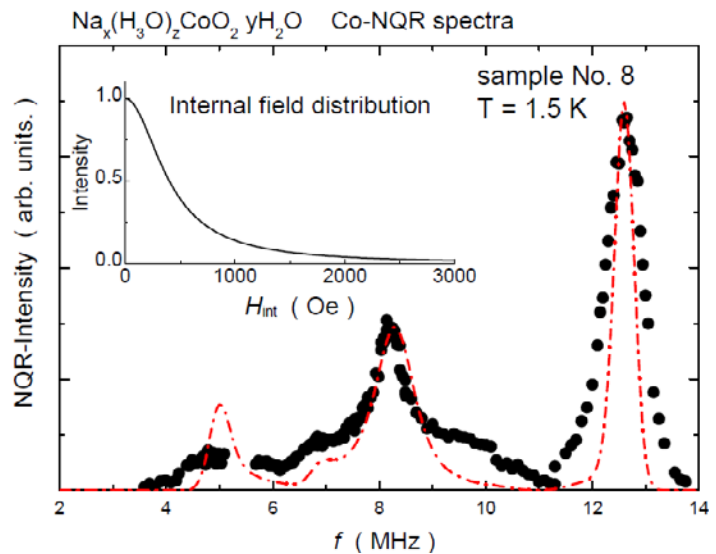 Naₓ(H₃O)_zCoO₂ yH₂O Co-NQR spectra
sample No. 8
T = 1.5 K
Internal field distribution
Intensity
1.0
0.5
0.0
0 1000 2000 3000
H_int ( Oe )
NQR-Intensity ( arb. units. )
2 4 6 8 10 12 14
f ( MHz )